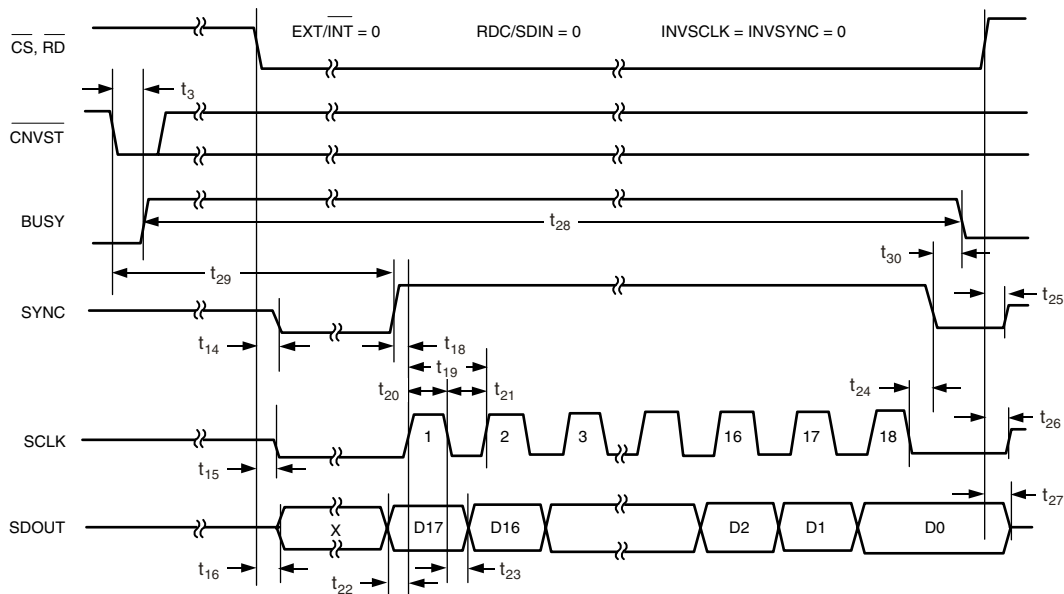 EXT/INT = 0 RDC/SDIN = 0 INVSCLK = INVSYNC = 0
CS, RD
t3
CNVST
BUSY
t28
t30
t29
t25
SYNC
t14
t18
t19
t20
t21
t24
t26
SCLK
1 2 3 16 17 18
t15
t27
SDOUT
X D17 D16 D2 D1 D0
t16
t22
t23